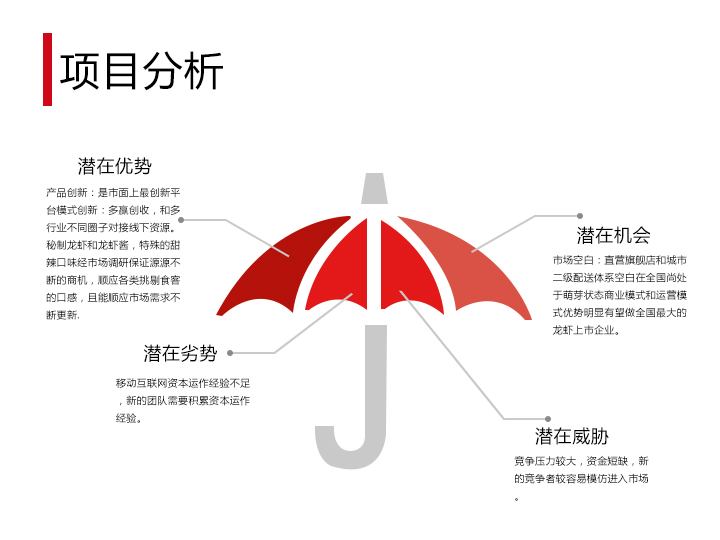 项目分析
潜在优势
产品创新：是市面上最创新平
台模式创新：多赢创收，和多
行业不同圈子对接线下资源。
秘制龙虾和龙虾酱，特殊的甜
辣口味经市场调研保证源源不
断的商机，顺应各类挑剔食客
的口感，且能顺应市场需求不
断更新.
潜在机会
市场空白：直营旗舰店和城市
二级配送体系空白在全国尚处
于萌芽状态商业模式和运营模
式优势明显有望做全国最大的
龙虾上市企业。
潜在劣势
移动互联网资本运作经验不足
，新的团队需要积累资本运作
经验。
潜在威胁
竞争压力较大，资金短缺，新
的竞争者较容易模仿进入市场
。